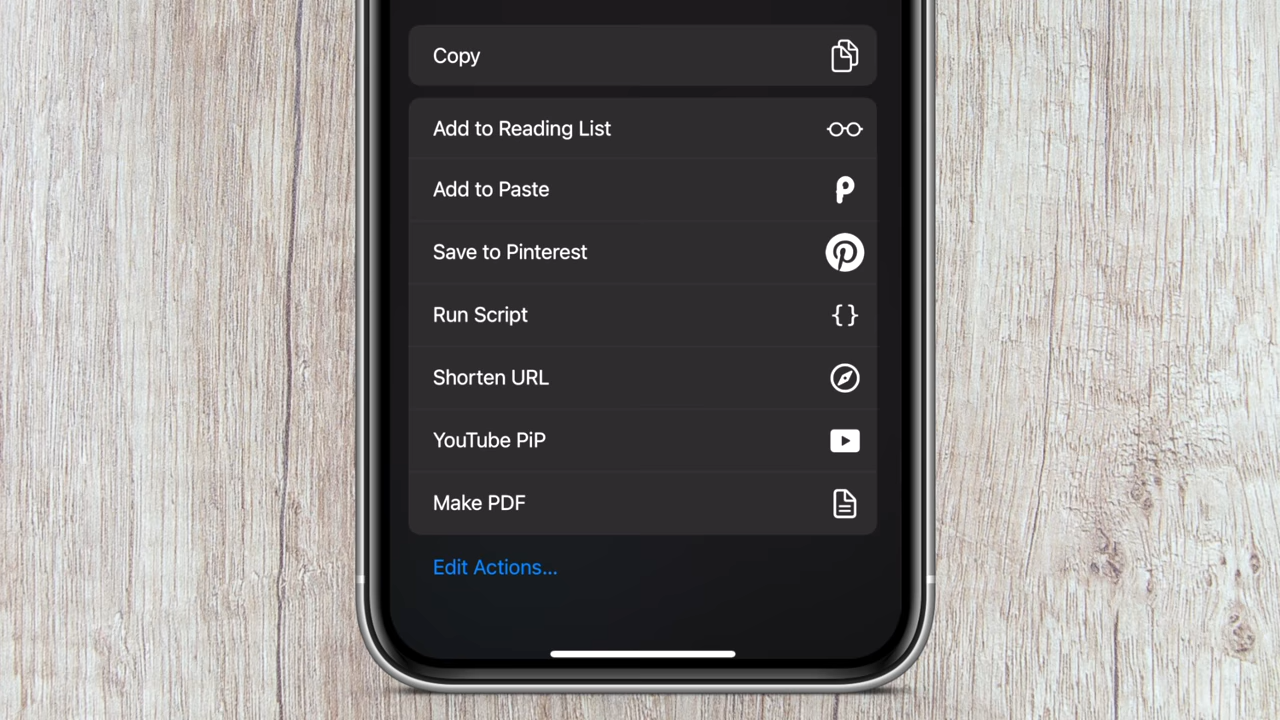 Copy
Add to Reading List
Add to Paste
Save to Pinterest
Run Script
Shorten URL
YouTube PiP
Make PDF
Edit Actions...